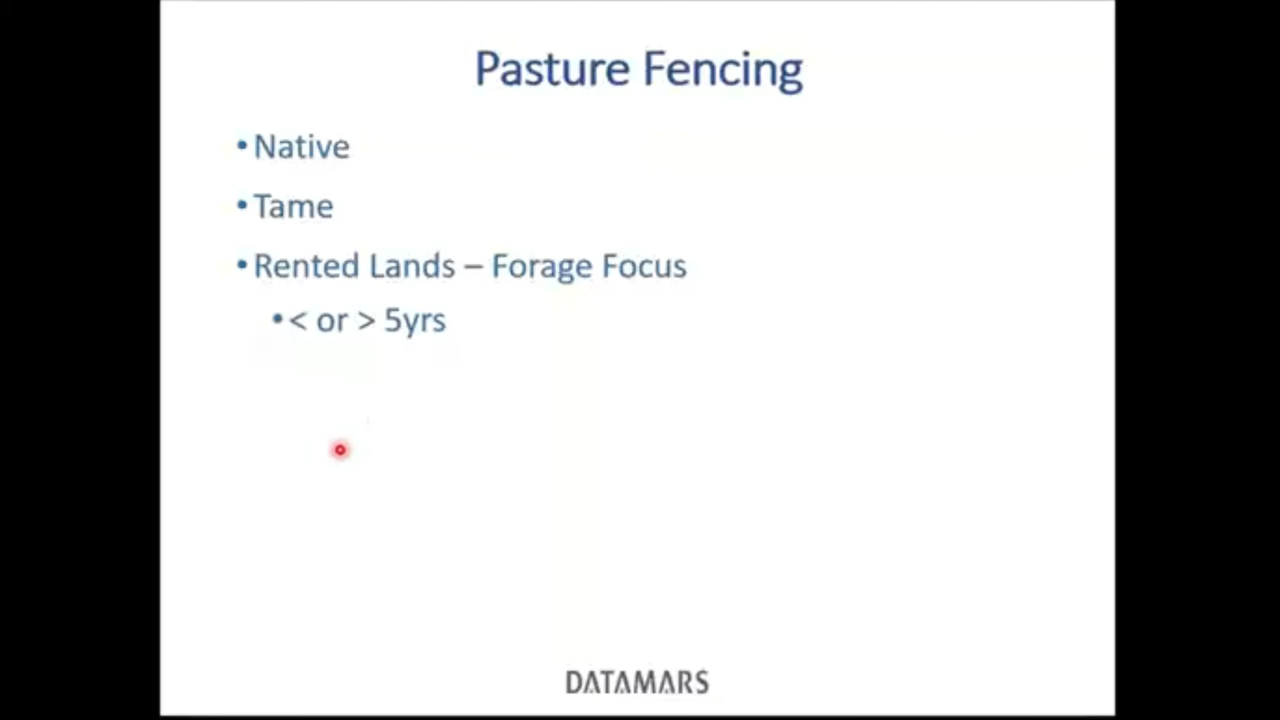 Pasture Fencing
• Native
• Tame
• Rented Lands – Forage Focus
• < or > 5yrs
DATAMARS